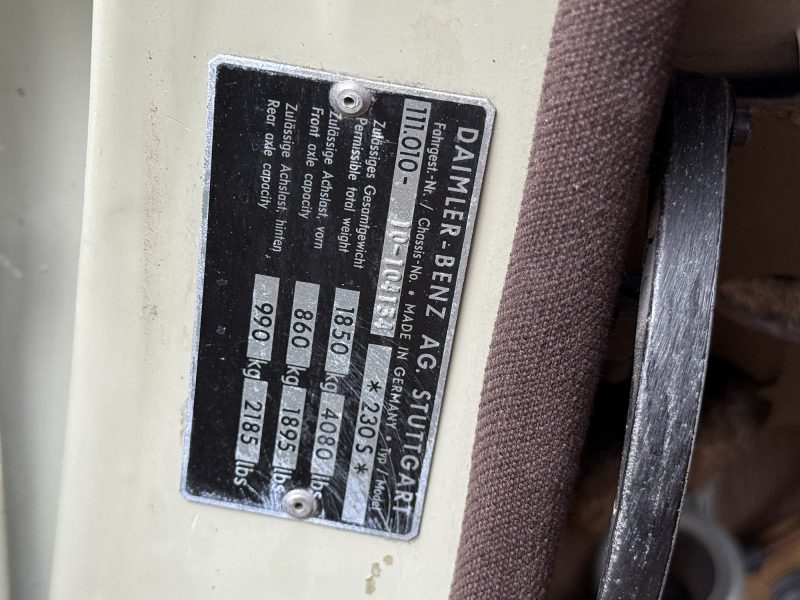 DAIMLER-BENZ AG. STUTTGART
Fahrgest.-Nr./Chassis-No. * MADE IN GERMANY * Typ/Model
111.010- *230S*
Zulässiges Gesamtgewicht
Permissible total weight 1850 kg 4080 lbs
Zulässige Achslast, vorn
Front axle capacity 860 kg 1895 lbs
Zulässige Achslast, hinten,
Rear axle capacity 990 kg 2185 lbs